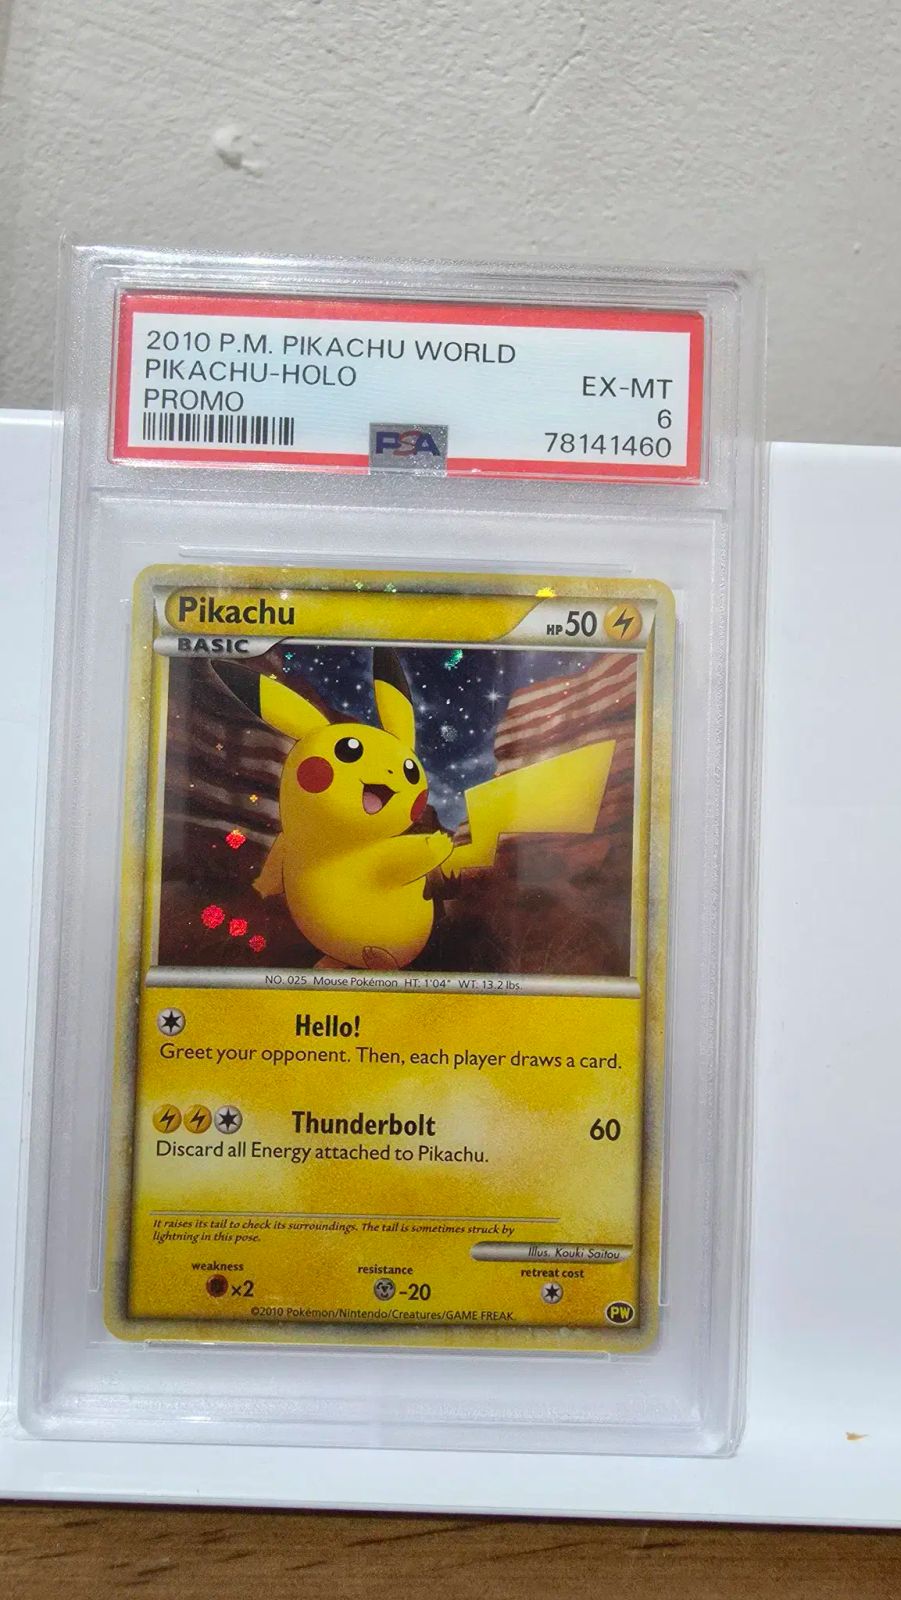 2010 P.M. PIKACHU WORLD
PIKACHU-HOLO EX-MT
PROMO 6
PSA 78141460
Pikachu HP 50
BASIC
NO. 025 Mouse Pokémon HT: 1'04" WT: 13.2 lbs.
Hello!
Greet your opponent. Then, each player draws a card.
Thunderbolt 60
Discard all Energy attached to Pikachu.
It raises its tail to check its surroundings. The tail is sometimes struck by
lightning in this pose.
Illus. Kouki Saitou
weakness resistance retreat cost
×2 -20
©2010 Pokémon/Nintendo/Creatures/GAME FREAK. PW